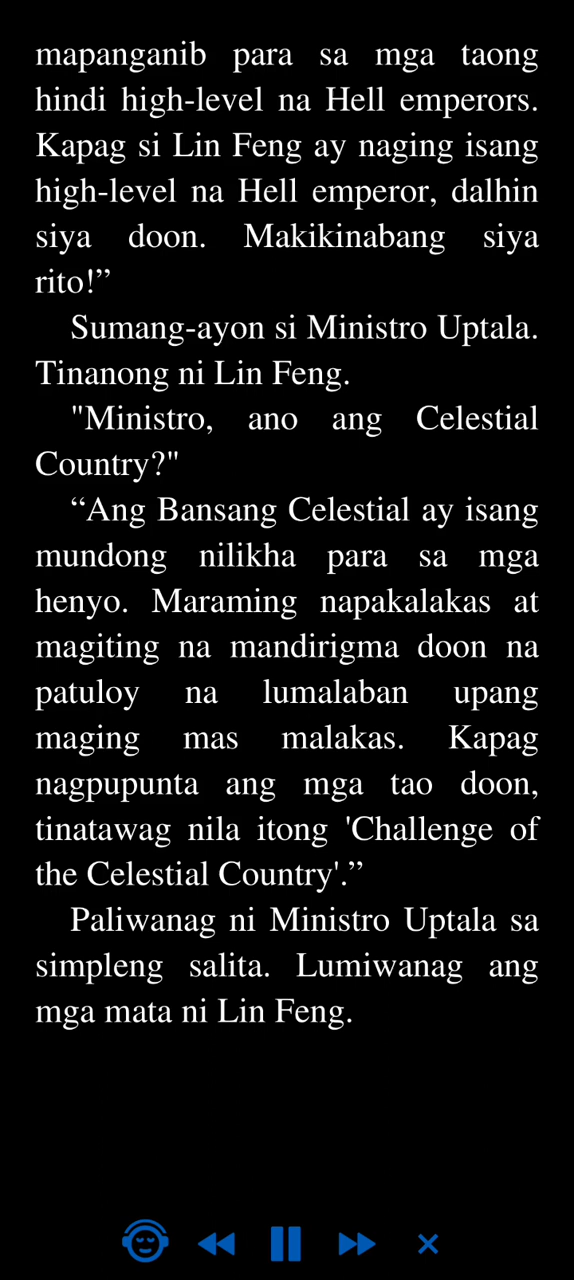 mapanganib para sa mga taong
hindi high-level na Hell emperors.
Kapag si Lin Feng ay naging isang
high-level na Hell emperor, dalhin
siya doon. Makikinabang siya
rito!”
Sumang-ayon si Ministro Uptala.
Tinanong ni Lin Feng.
"Ministro, ano ang Celestial
Country?"
“Ang Bansang Celestial ay isang
mundong nilikha para sa mga
henyo. Maraming napakalakas at
magiting na mandirigma doon na
patuloy na lumalaban upang
maging mas malakas. Kapag
nagpupunta ang mga tao doon,
tinatawag nila itong 'Challenge of
the Celestial Country'.”
Paliwanag ni Ministro Uptala sa
simpleng salita. Lumiwanag ang
mga mata ni Lin Feng.